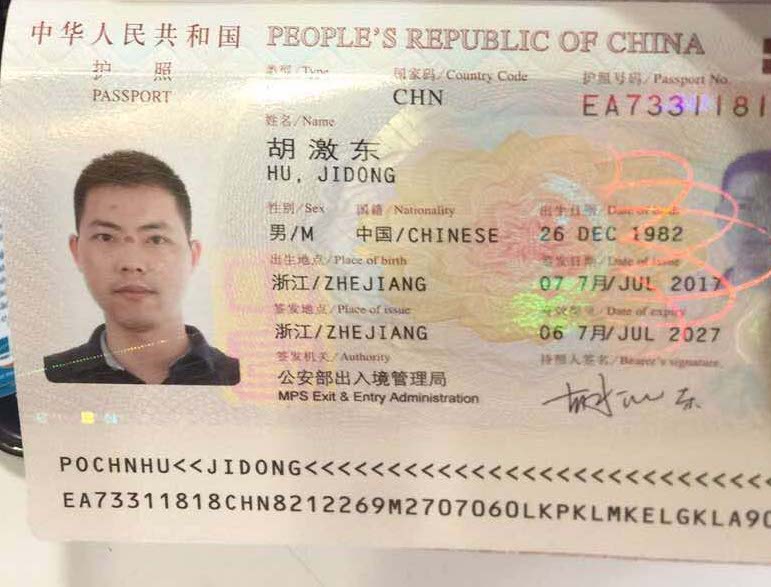 中华人民共和国 PEOPLE'S REPUBLIC OF CHINA
护 照
PASSPORT
类型/Type 国家码/Country Code 护照号码/Passport No.
CHN EA7331181
姓名/Name
胡激东
HU, JIDONG
性别/Sex 国籍/Nationality 出生日期/Date of birth
男/M 中国/CHINESE 26 DEC 1982
出生地点/Place of birth 签发日期/Date of issue
浙江/ZHEJIANG 07 7月/JUL 2017
签发地点/Place of issue 有效期至/Date of expiry
浙江/ZHEJIANG 06 7月/JUL 2027
签发机关/Authority 持照人签名/Bearer's signature
公安部出入境管理局
MPS Exit & Entry Administration
POCHNHU<<JIDONG<<<<<<<<<<<<<<<<<<<<<<<<<<<<<
EA73311818CHN8212269M2707060LKPKLMKELGKLA90